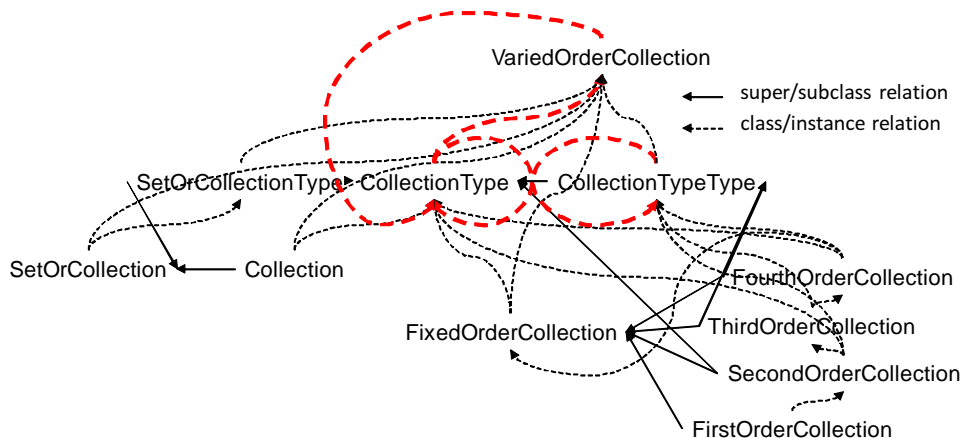 VariedOrderCollection
super/subclass relation
class/instance relation
SetOrCollectionType CollectionType CollectionTypeType
SetOrCollection Collection
FourthOrderCollection
FixedOrderCollection ThirdOrderCollection
SecondOrderCollection
FirstOrderCollection